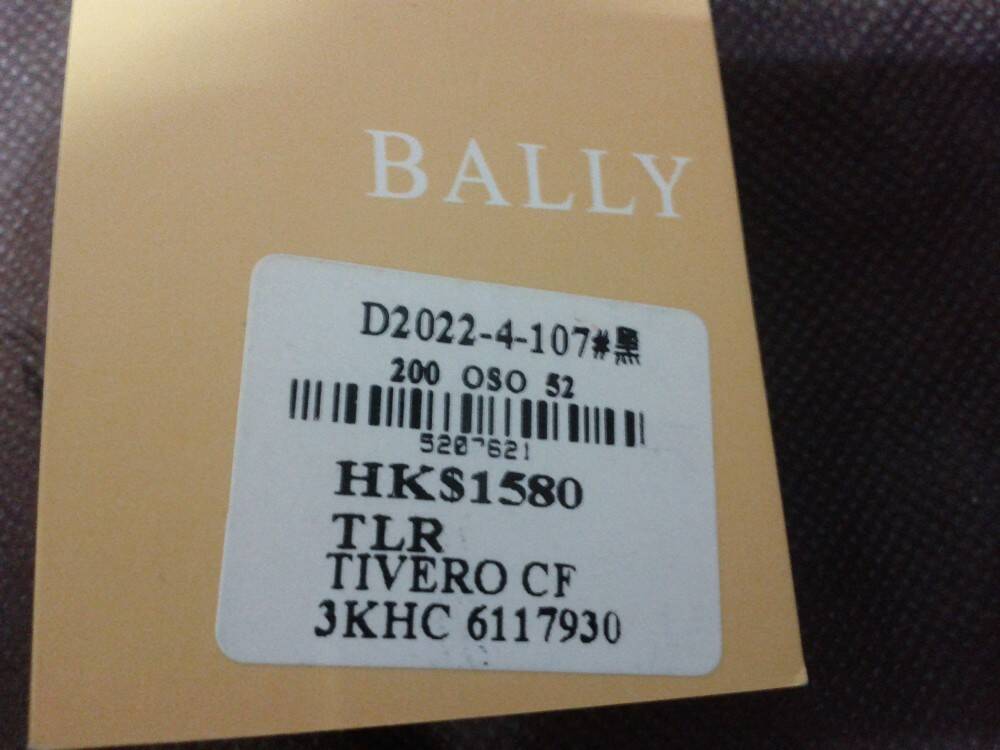 BALLY
D2022-4-107#黑
200 OSO 52
5207621
HK$1580
TLR
TIVERO CF
3KHC 6117930